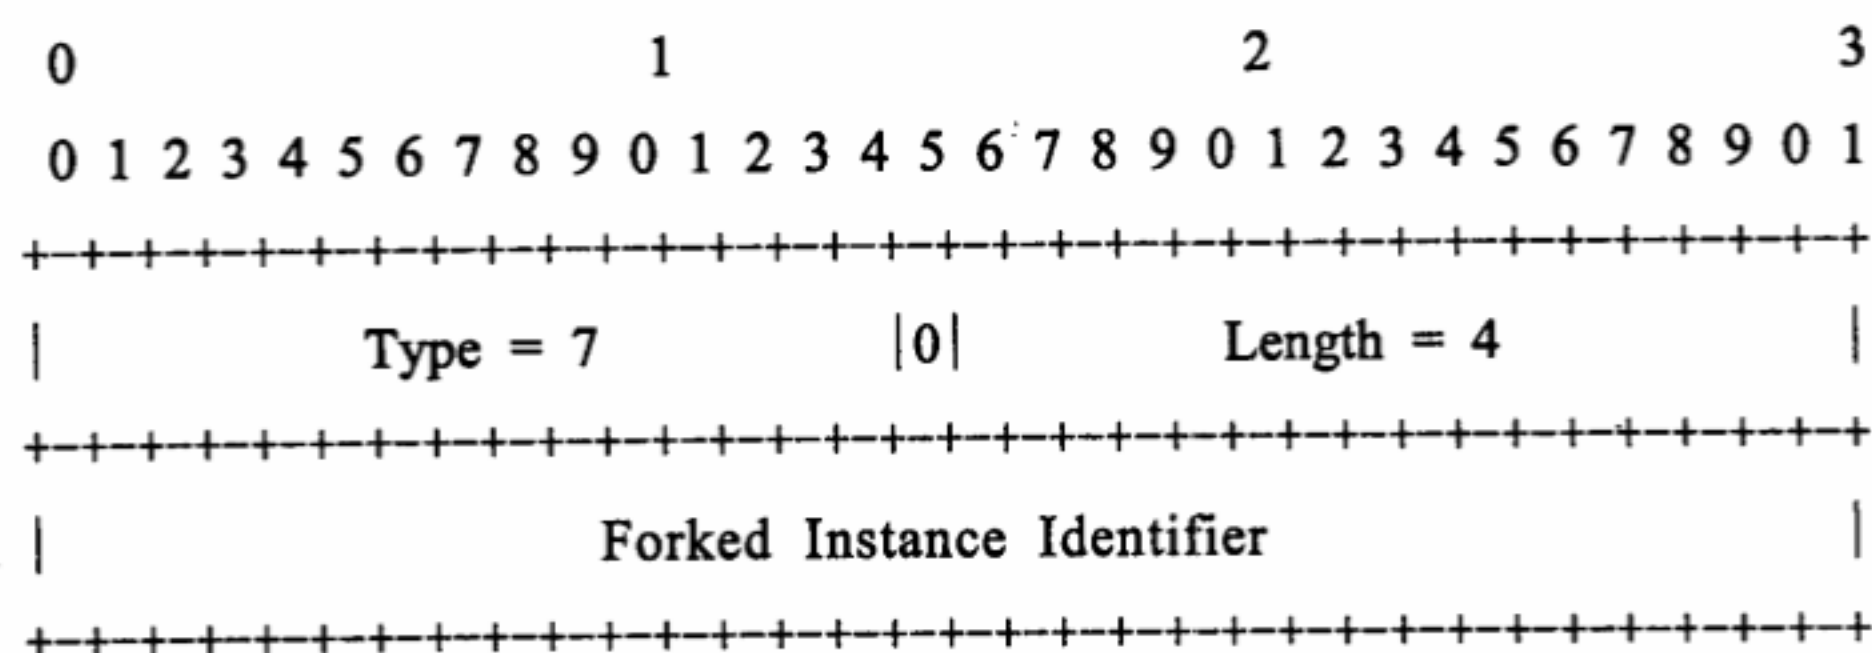 0 1 2 3
0 1 2 3 4 5 6 7 8 9 0 1 2 3 4 5 6 7 8 9 0 1 2 3 4 5 6 7 8 9 0 1
+-+-+-+-+-+-+-+-+-+-+-+-+-+-+-+-+-+-+-+-+-+-+-+-+-+-+-+-+-+-+-+-+
| Type = 7 |0| Length = 4 |
+-+-+-+-+-+-+-+-+-+-+-+-+-+-+-+-+-+-+-+-+-+-+-+-+-+-+-+-+-+-+-+-+
| Forked Instance Identifier |
+-+-+-+-+-+-+-+-+-+-+-+-+-+-+-+-+-+-+-+-+-+-+-+-+-+-+-+-+-+-+-+-+